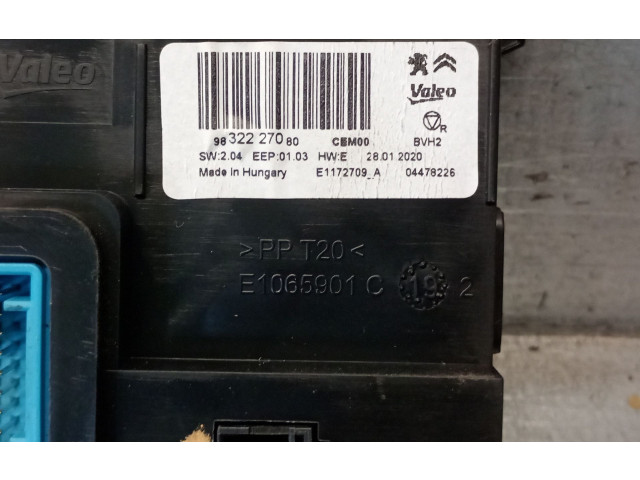 Valeo
Valeo
98 322 270 80 CEM00 BVH2
R
SW:2.04 EEP:01.03 HW:E 28.01.2020
Made in Hungary E1172709_A 04478226
>PP T20<
E1065901 C 19 2